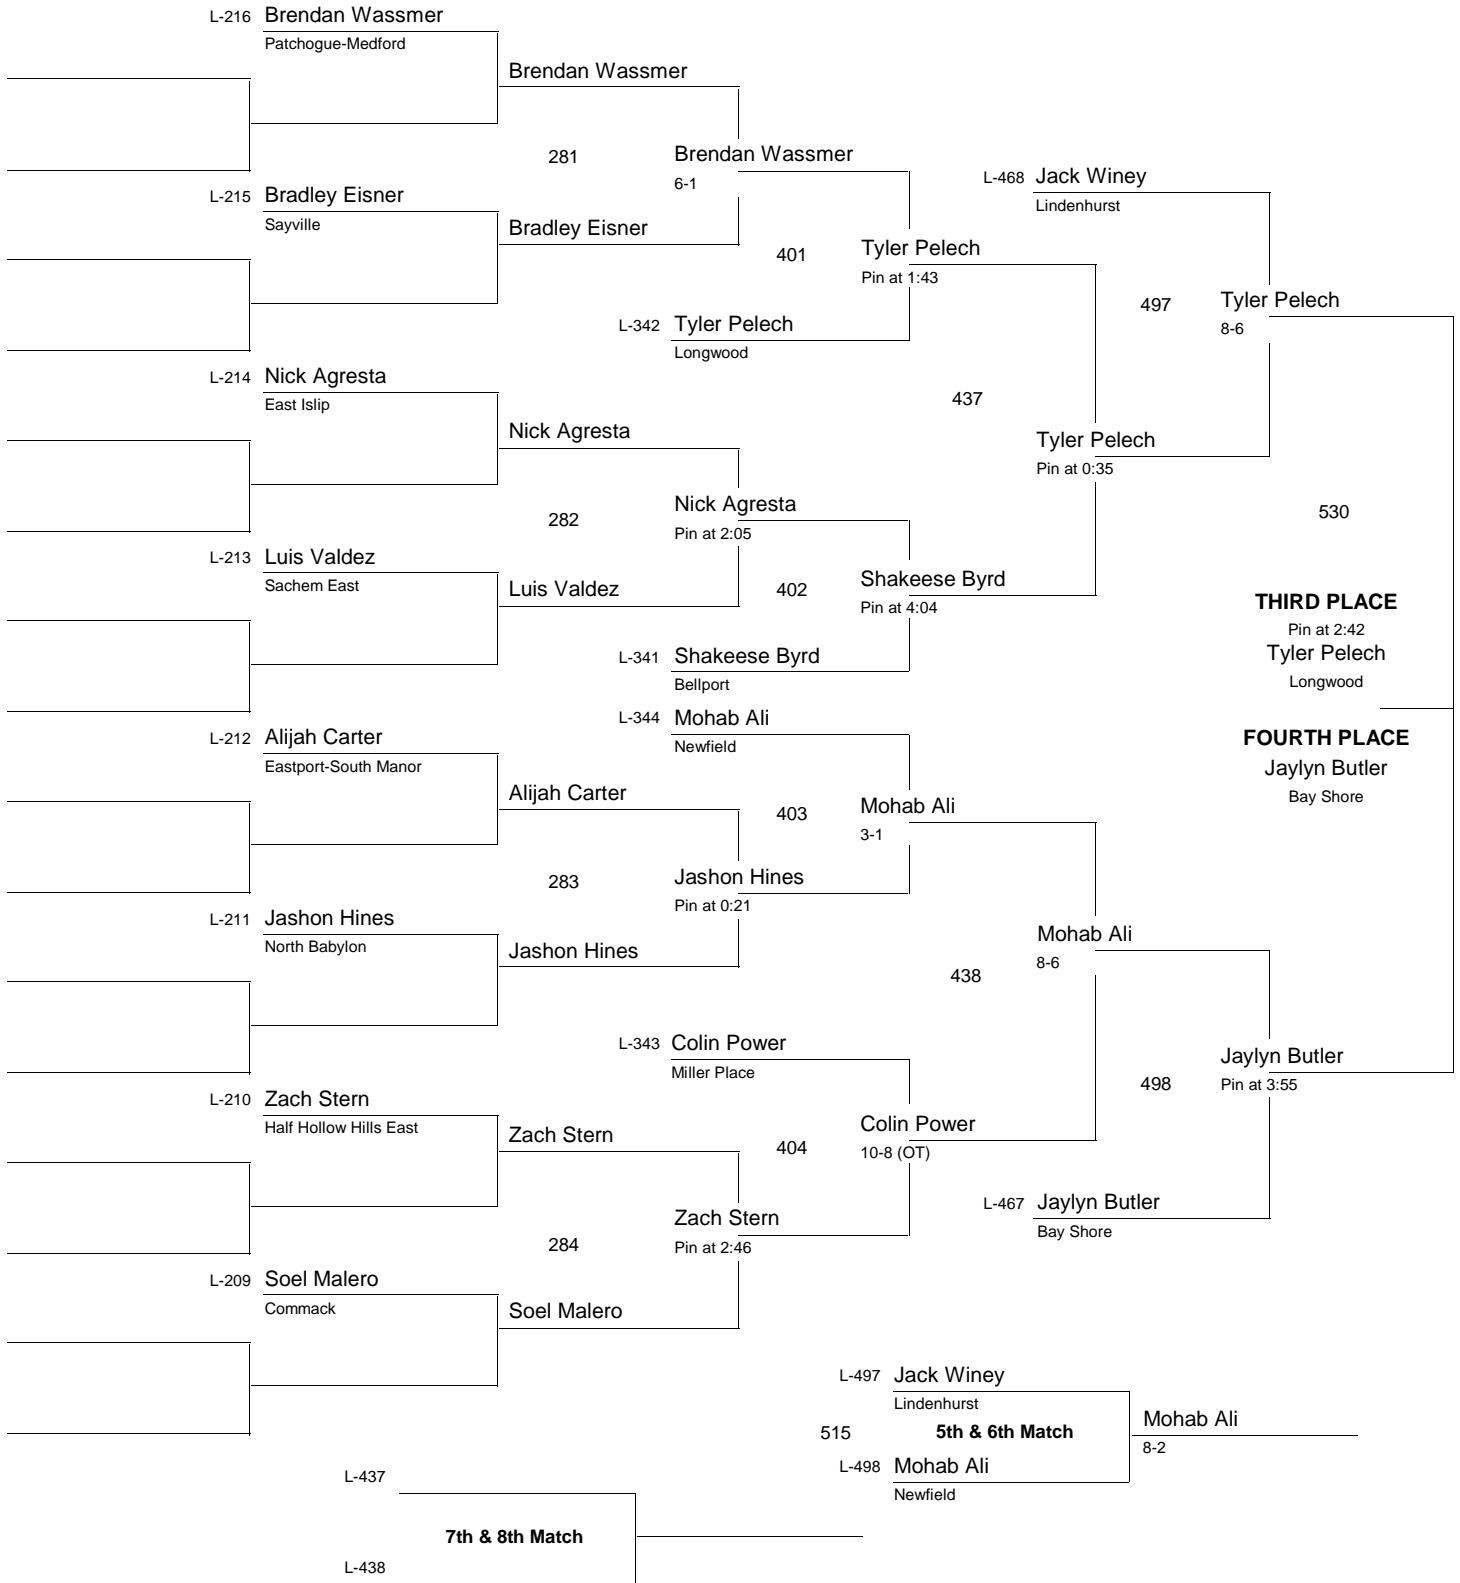 L-216 Brendan Wassmer
Patchogue-Medford
Brendan Wassmer
281
Brendan Wassmer
6-1
L-215 Bradley Eisner
Sayville
Bradley Eisner
401
Tyler Pelech
Pin at 1:43
L-342 Tyler Pelech
Longwood
L-468 Jack Winey
Lindenhurst
497
Tyler Pelech
8-6
L-214 Nick Agresta
East Islip
Nick Agresta
437
Tyler Pelech
Pin at 0:35
282
Nick Agresta
Pin at 2:05
530
L-213 Luis Valdez
Sachem East
Luis Valdez
402
Shakeese Byrd
Pin at 4:04
L-341 Shakeese Byrd
Bellport
THIRD PLACE
Pin at 2:42
Tyler Pelech
Longwood
FOURTH PLACE
Jaylyn Butler
Bay Shore
L-344 Mohab Ali
Newfield
L-212 Alijah Carter
Eastport-South Manor
Alijah Carter
403
Mohab Ali
3-1
283
Jashon Hines
Pin at 0:21
L-211 Jashon Hines
North Babylon
Jashon Hines
438
Mohab Ali
8-6
L-343 Colin Power
Miller Place
498
Jaylyn Butler
Pin at 3:55
L-210 Zach Stern
Half Hollow Hills East
Zach Stern
404
Colin Power
10-8 (OT)
284
Zach Stern
Pin at 2:46
L-467 Jaylyn Butler
Bay Shore
L-209 Soel Malero
Commack
Soel Malero
L-497 Jack Winey
Lindenhurst
515
5th & 6th Match
Mohab Ali
8-2
L-498 Mohab Ali
Newfield
L-437
7th & 8th Match
L-438